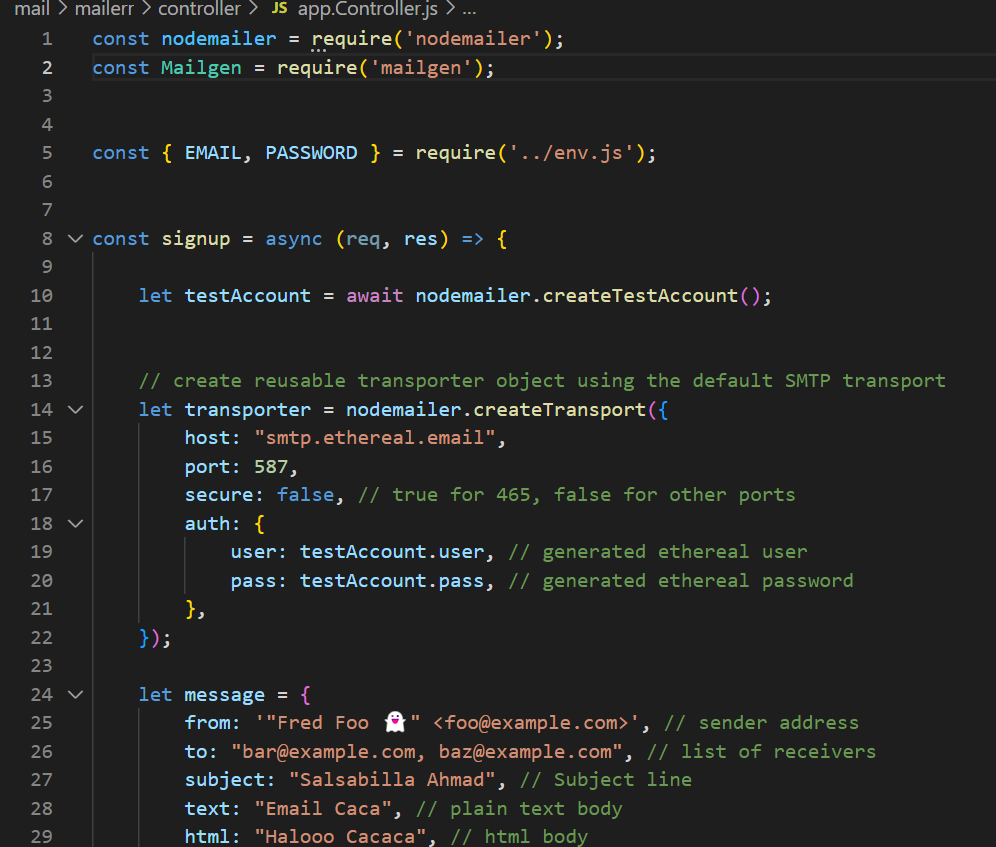 mail > mailerr > controller > JS app.Controller.js > ...
1 const nodemailer = require('nodemailer');
2 const Mailgen = require('mailgen');
3
4
5 const { EMAIL, PASSWORD } = require('../env.js');
6
7
8 const signup = async (req, res) => {
9
10 let testAccount = await nodemailer.createTestAccount();
11
12
13 // create reusable transporter object using the default SMTP transport
14 let transporter = nodemailer.createTransport({
15 host: "smtp.ethereal.email",
16 port: 587,
17 secure: false, // true for 465, false for other ports
18 auth: {
19 user: testAccount.user, // generated ethereal user
20 pass: testAccount.pass, // generated ethereal password
21 },
22 });
23
24 let message = {
25 from: '"Fred Foo 👻" <foo@example.com>', // sender address
26 to: "bar@example.com, baz@example.com", // list of receivers
27 subject: "Salsabilla Ahmad", // Subject line
28 text: "Email Caca", // plain text body
29 html: "Halooo Cacaca", // html body